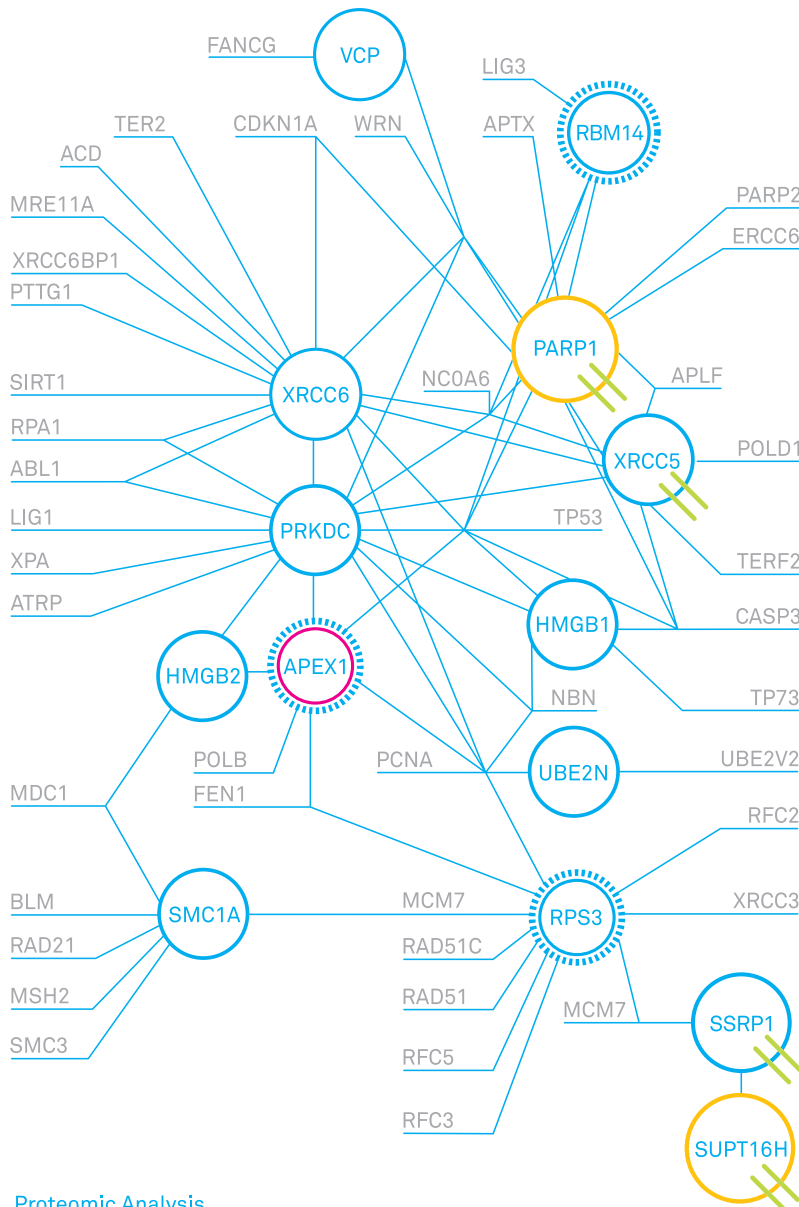 FANCG
VCP
LIG3
RBM14
TER2
CDKN1A
WRN
APTX
ACD
MRE11A
PARP2
ERCC6
XRCC6BP1
PTTG1
PARP1
SIRT1
XRCC6
NC0A6
APLF
RPA1
ABL1
XRCC5
POLD1
LIG1
PRKDC
TP53
XPA
TERF2
ATRP
HMGB1
CASP3
HMGB2
APEX1
NBN
TP73
POLB
PCNA
UBE2N
UBE2V2
MDC1
FEN1
RFC2
BLM
SMC1A
MCM7
RPS3
XRCC3
RAD21
RAD51C
MSH2
RAD51
MCM7
SSRP1
SMC3
RFC5
RFC3
SUPT16H
Proteomic Analysis